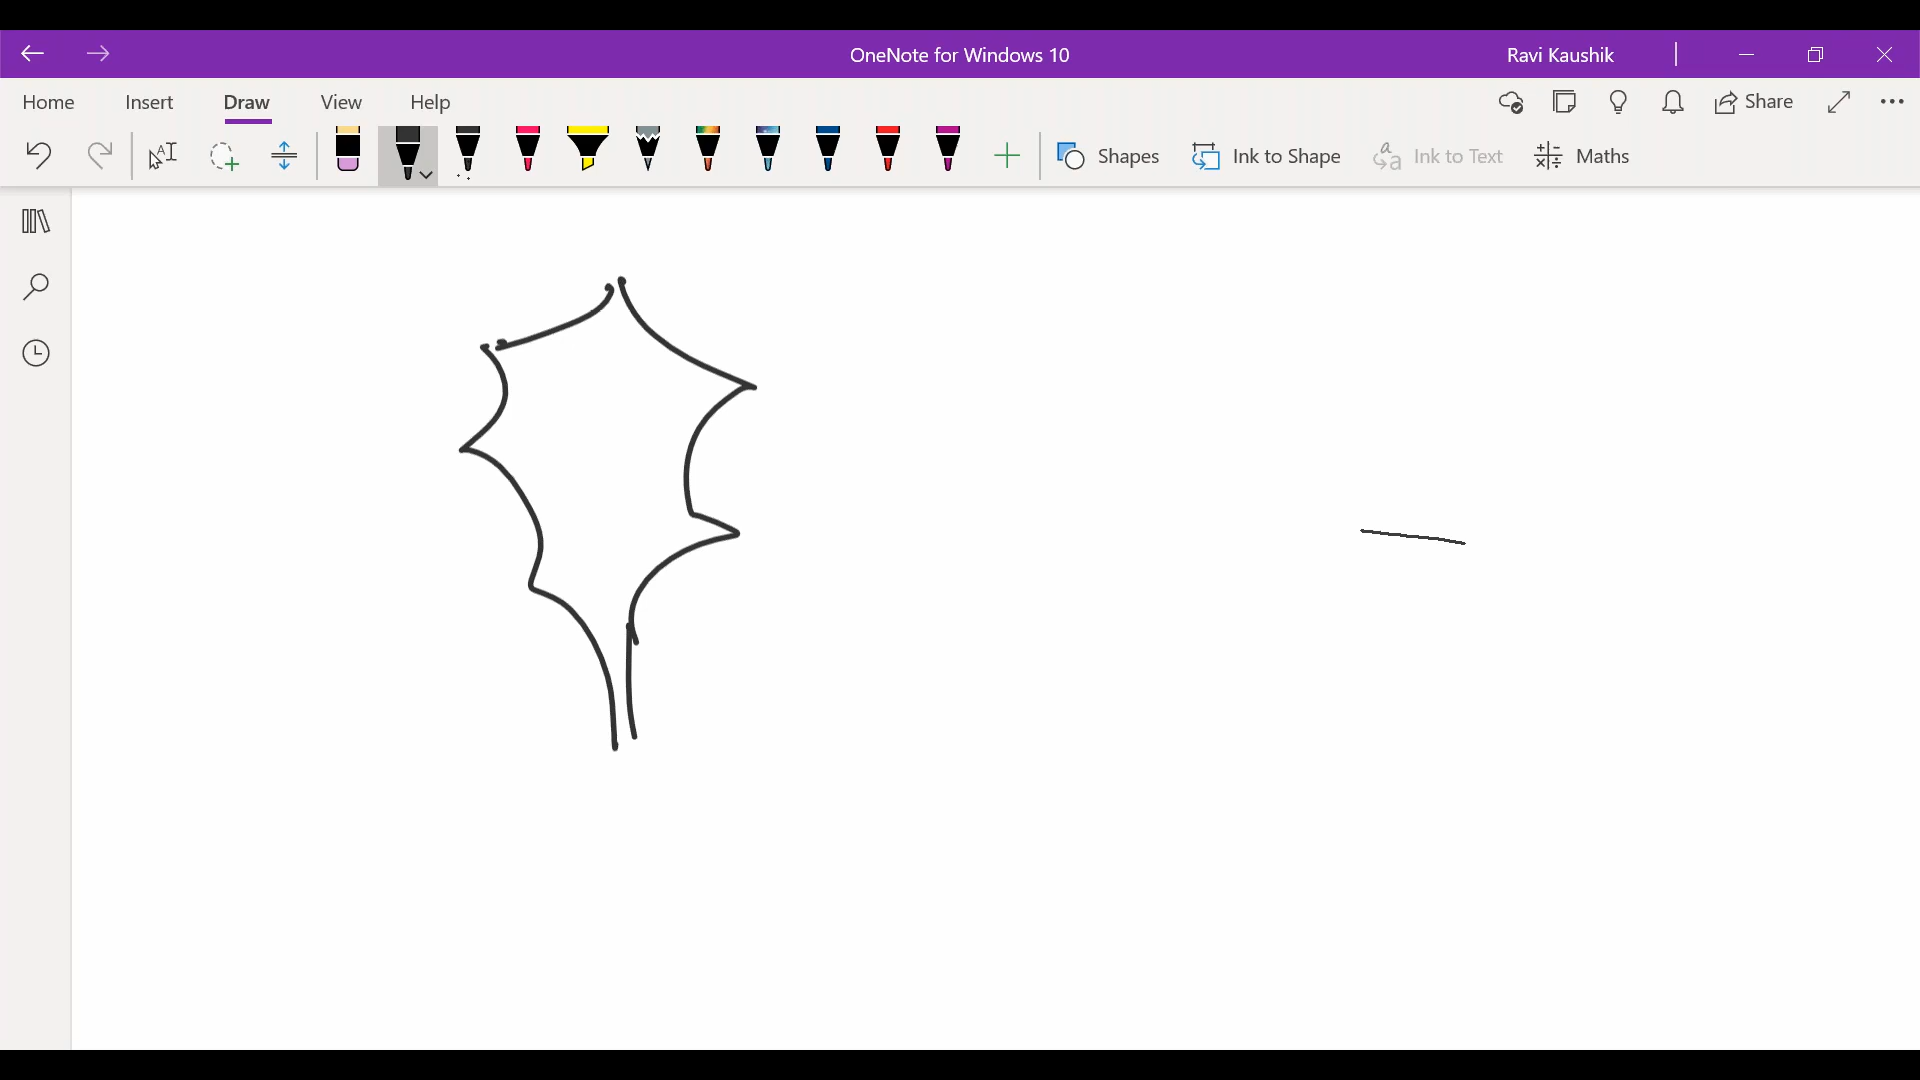 OneNote for Windows 10
Ravi Kaushik
Home Insert Draw View Help
Share
Shapes Ink to Shape Ink to Text Maths